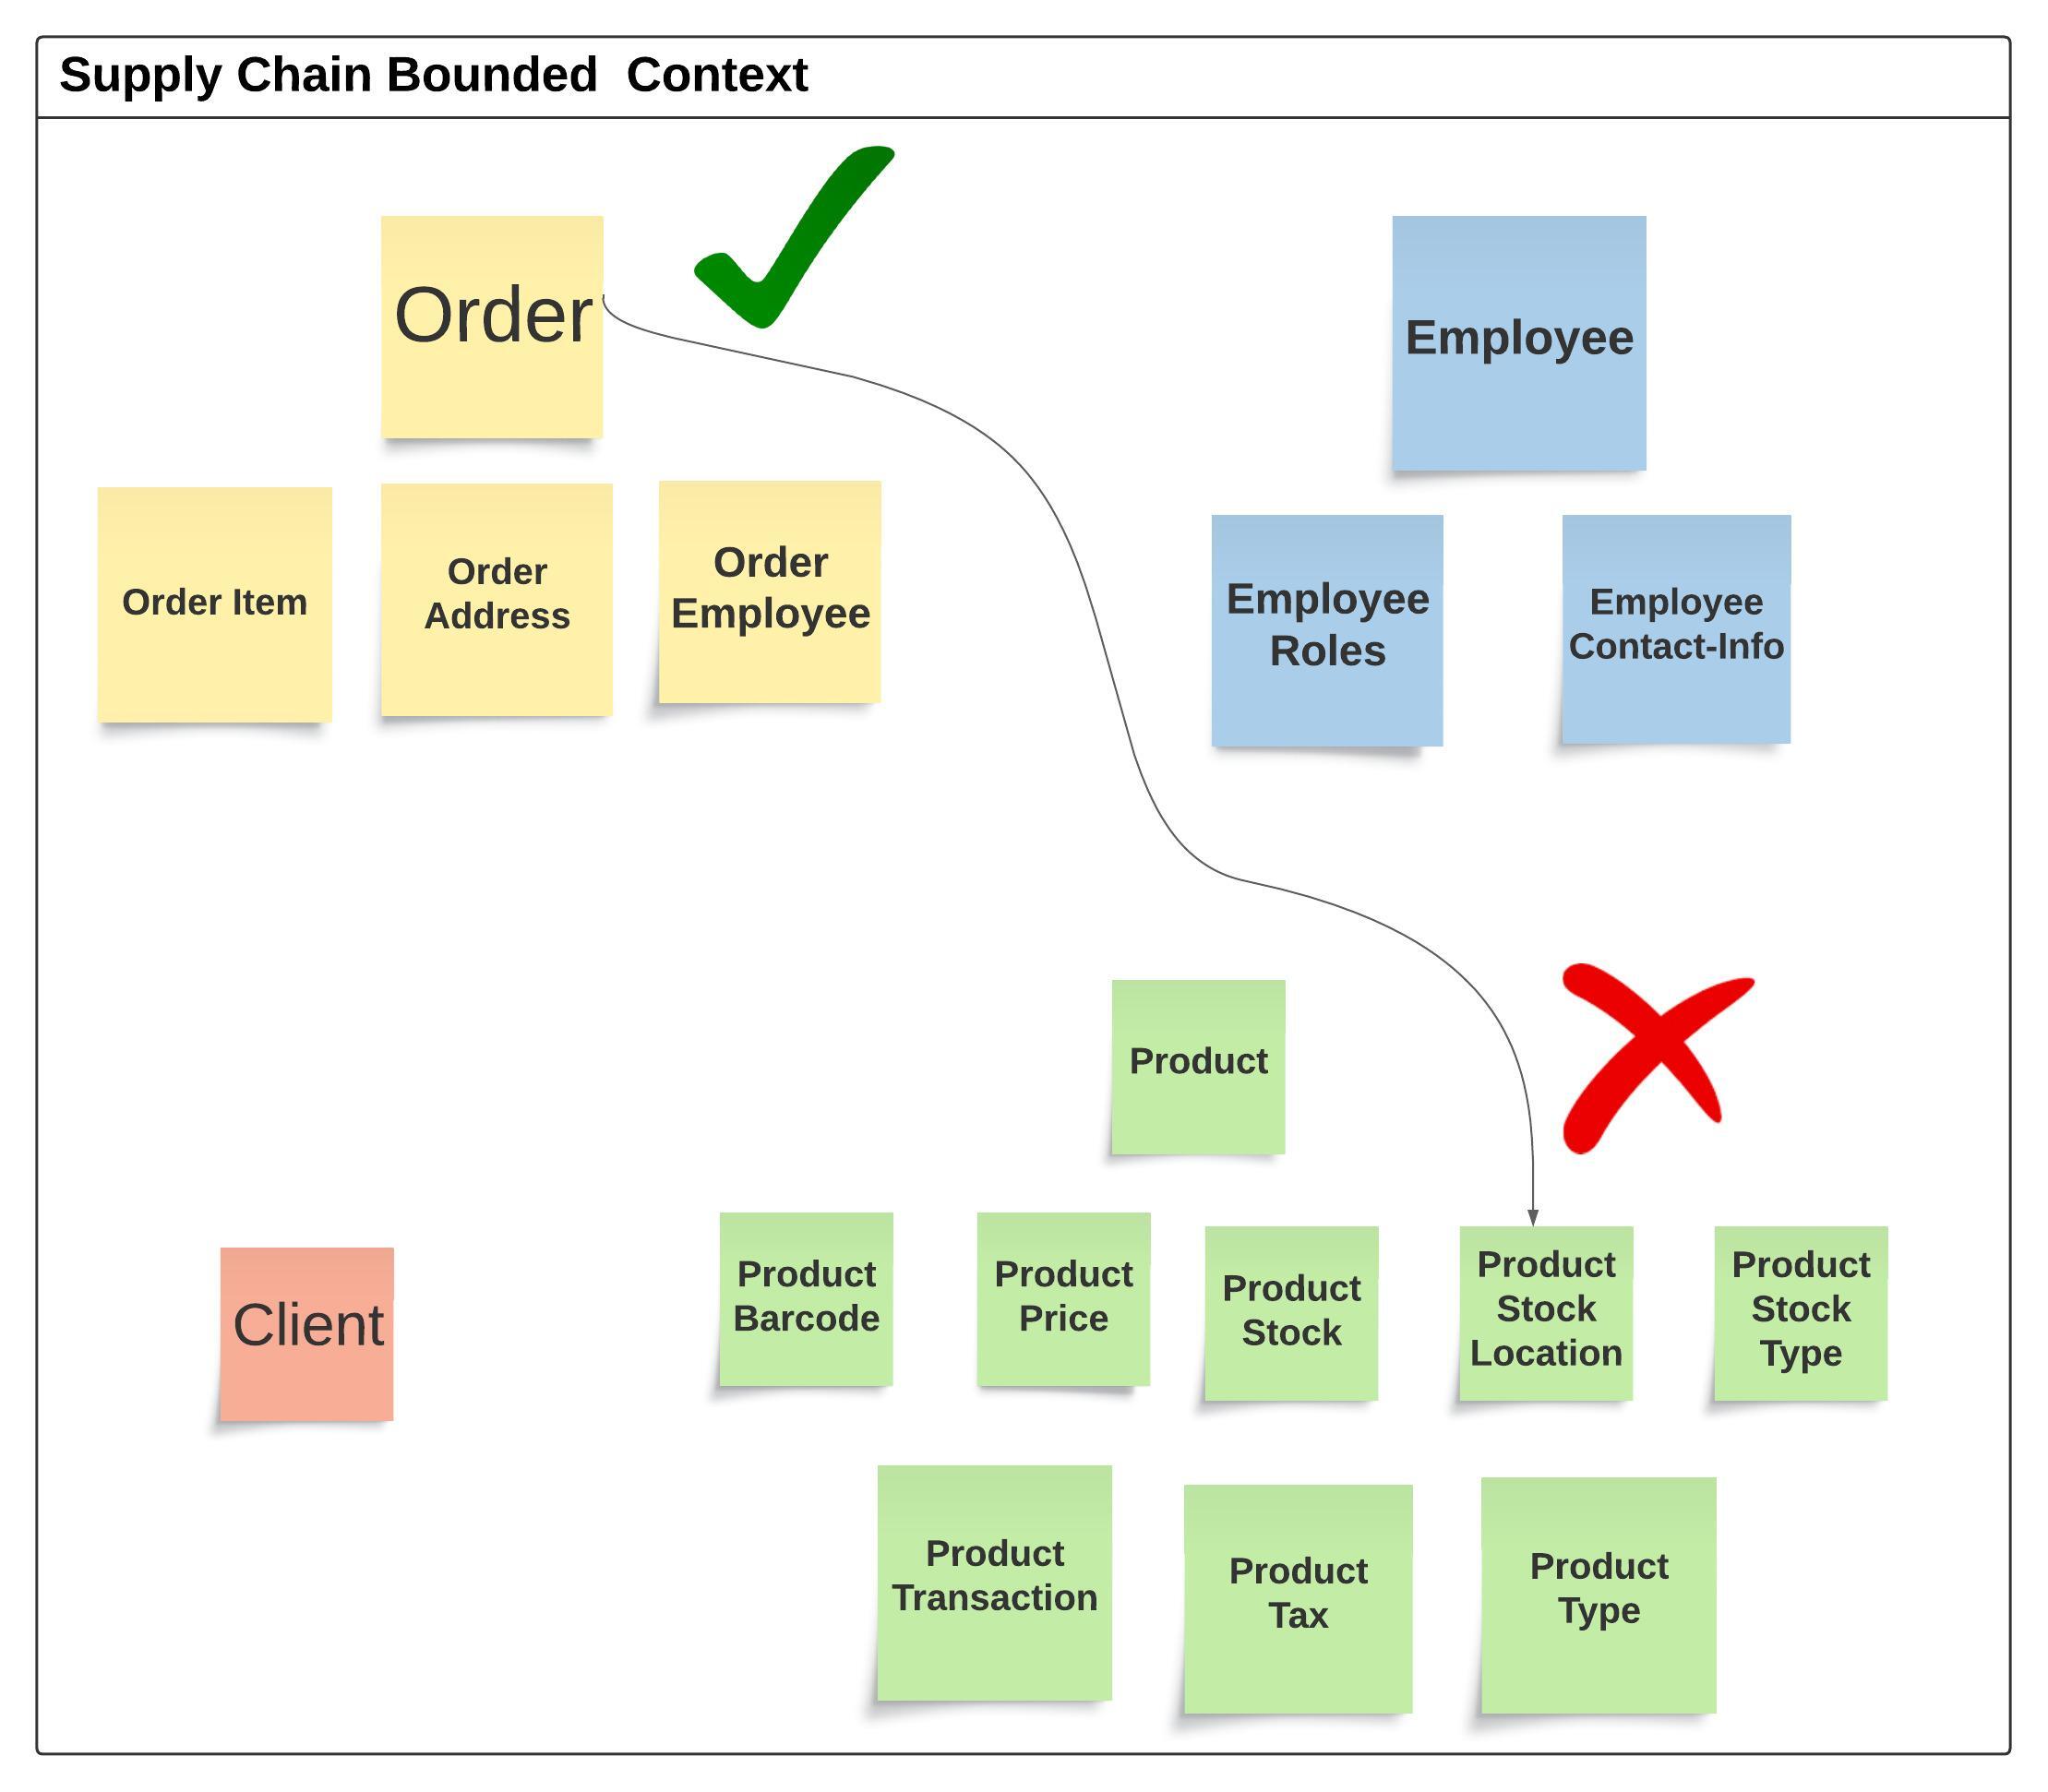 Supply Chain Bounded  Context
Order
Employee
Order Item
Order
Address
Order
Employee
Employee
Roles
Employee
Contact-Info
Product
Client
Product
Barcode
Product
Price
Product
Stock
Product
Stock
Location
Product
Stock
Type
Product
Transaction
Product
Tax
Product
Type